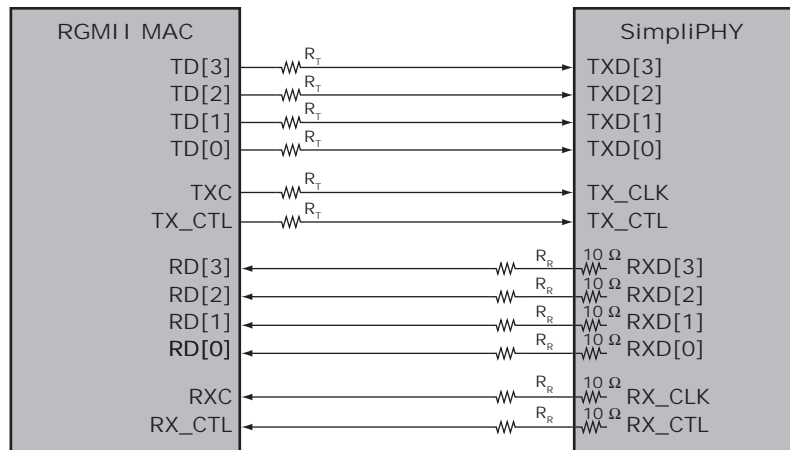 RGMII MAC SimpliPHY
TD[3] R_T TXD[3]
TD[2] R_T TXD[2]
TD[1] R_T TXD[1]
TD[0] R_T TXD[0]
TXC R_T TX_CLK
TX_CTL R_T TX_CTL
RD[3] R_R 10 Ω RXD[3]
RD[2] R_R 10 Ω RXD[2]
RD[1] R_R 10 Ω RXD[1]
RD[0] R_R 10 Ω RXD[0]
RXC R_R 10 Ω RX_CLK
RX_CTL R_R 10 Ω RX_CTL